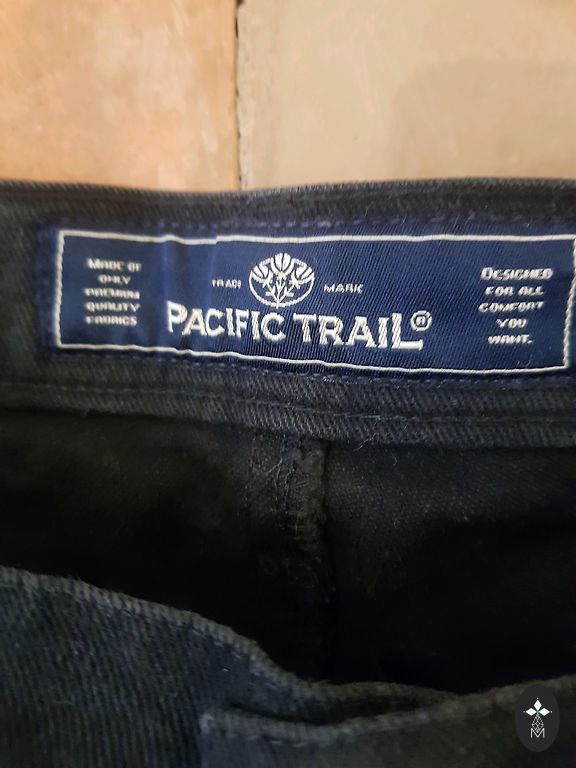 MADE OF
ONLY
PREMIUM
QUALITY
FABRICS
TRADE MARK
PACIFIC TRAIL®
DESIGNED
FOR ALL
COMFORT
YOU
WANT.
M